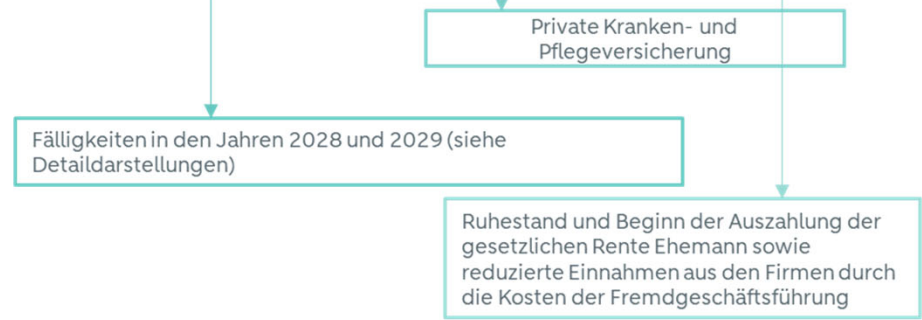 Private Kranken- und
Pflegeversicherung
Fälligkeiten in den Jahren 2028 und 2029 (siehe
Detaildarstellungen)
Ruhestand und Beginn der Auszahlung der
gesetzlichen Rente Ehemann sowie
reduzierte Einnahmen aus den Firmen durch
die Kosten der Fremdgeschäftsführung